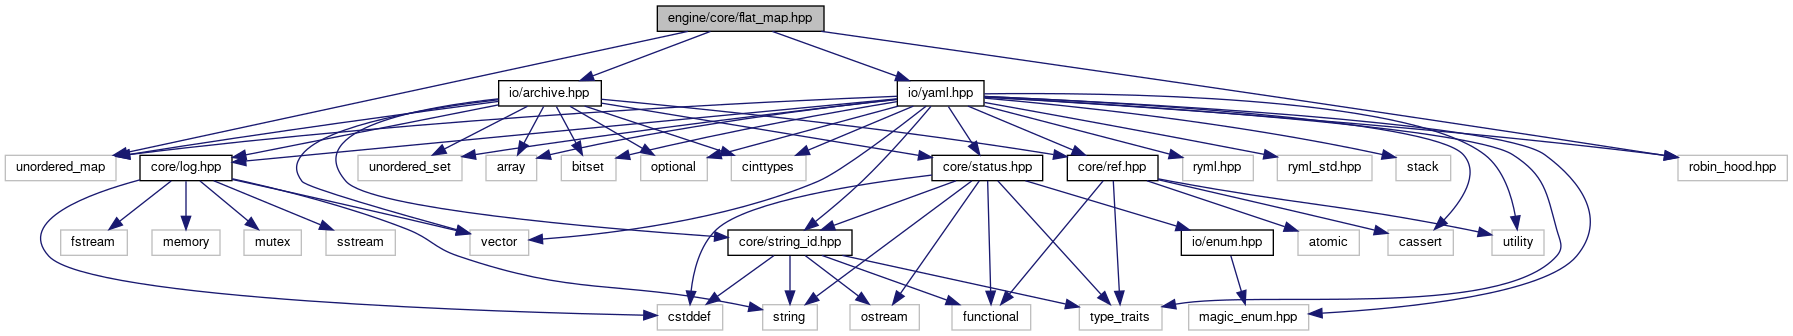 engine/core/flat_map.hpp
io/archive.hpp
io/yaml.hpp
unordered_map
core/log.hpp
unordered_set
array
bitset
optional
cinttypes
core/status.hpp
core/ref.hpp
ryml.hpp
ryml_std.hpp
stack
robin_hood.hpp
fstream
memory
mutex
sstream
vector
core/string_id.hpp
io/enum.hpp
atomic
cassert
utility
cstddef
string
ostream
functional
type_traits
magic_enum.hpp